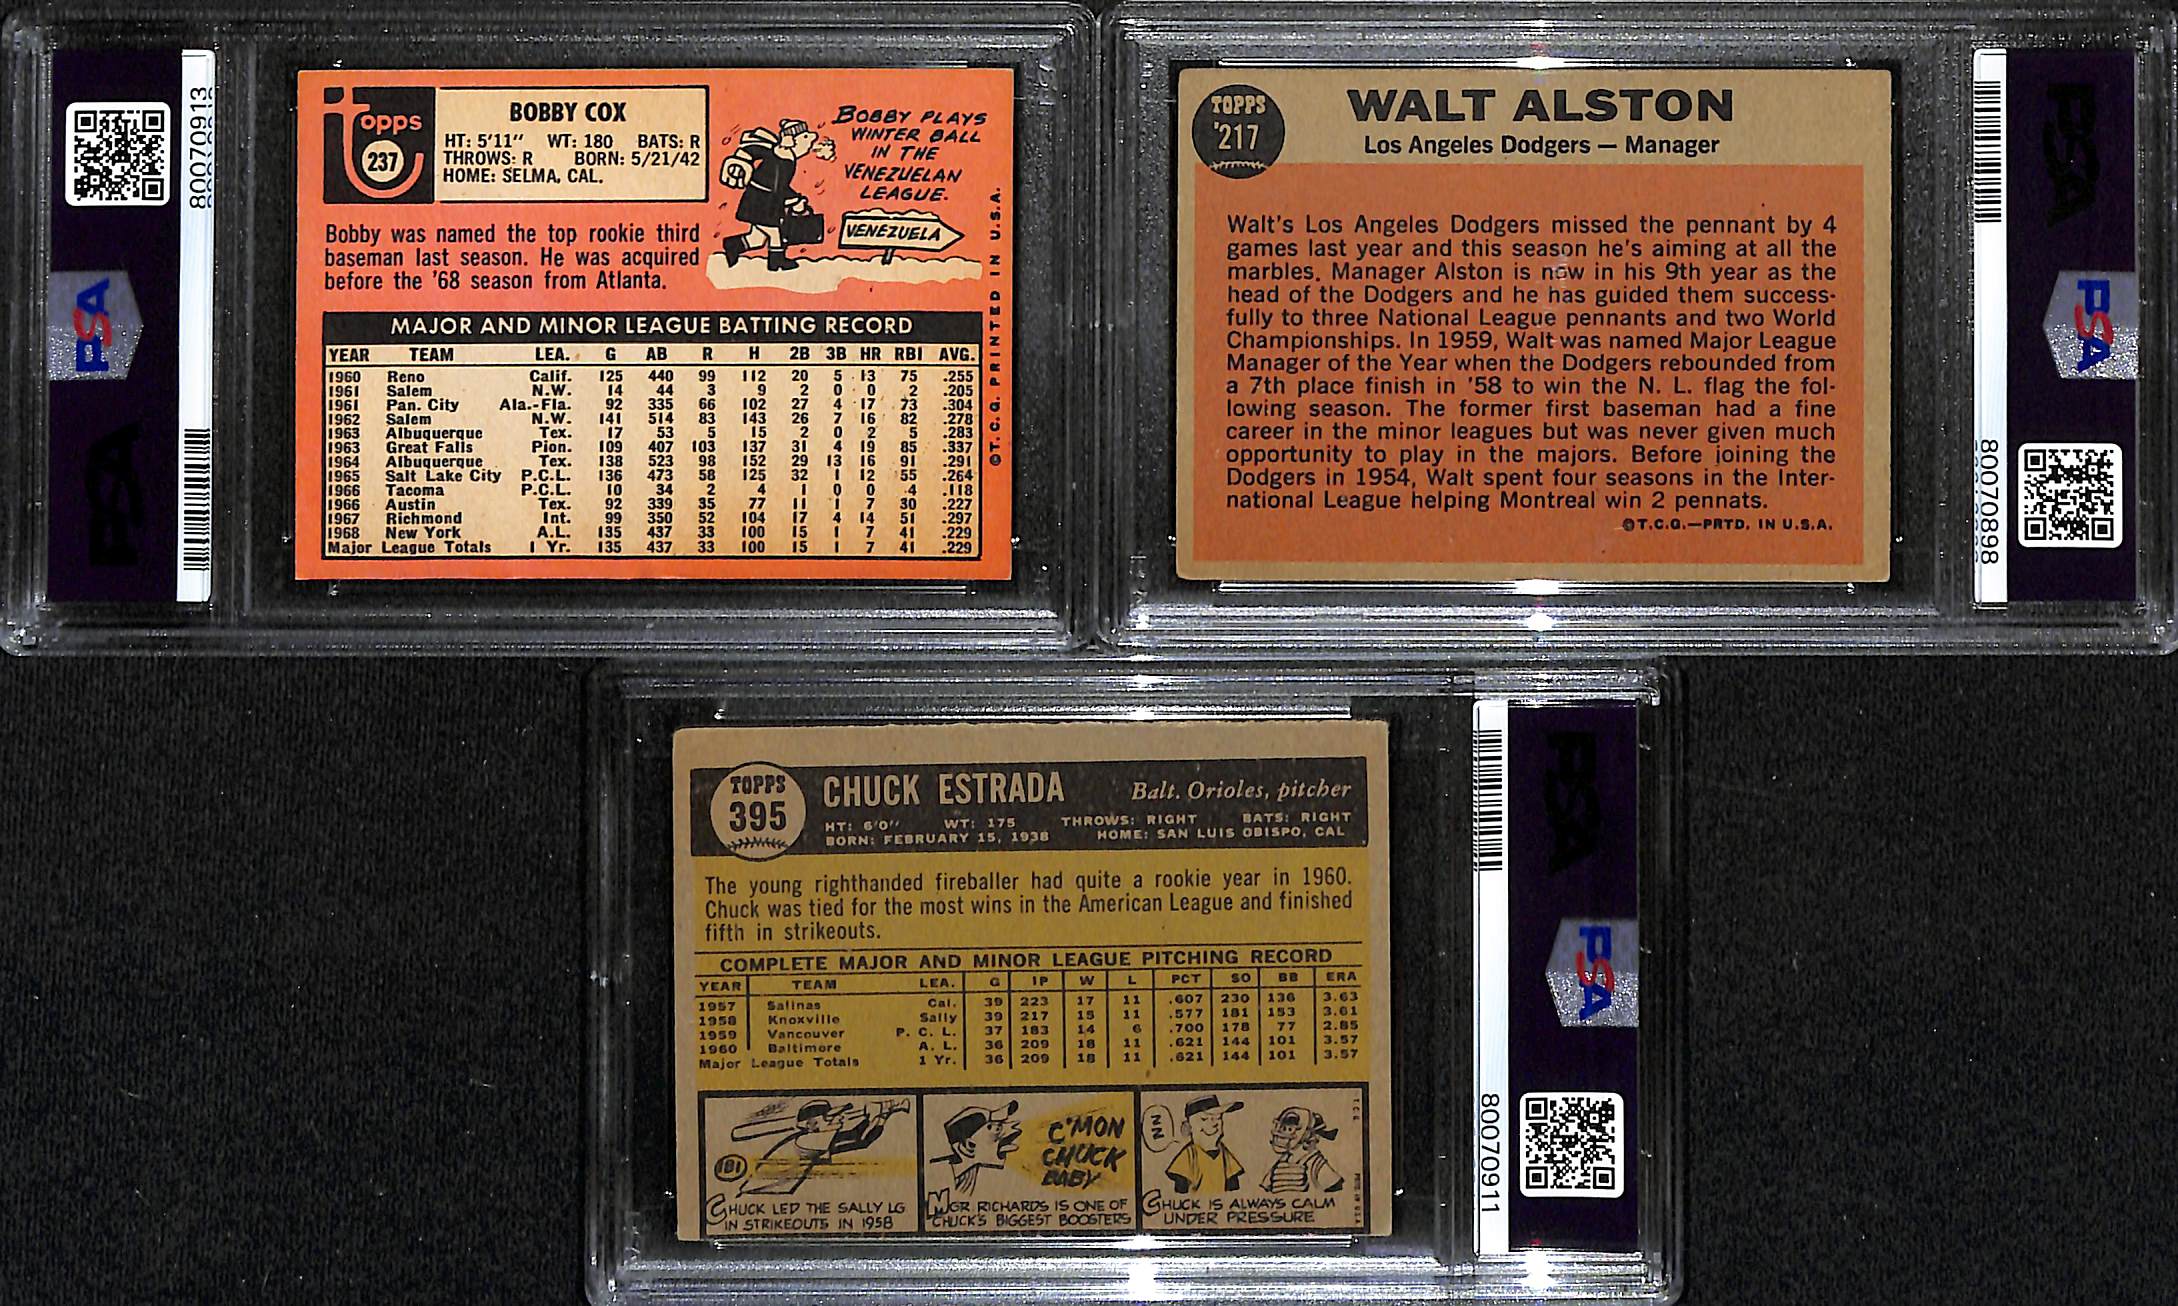 80070913
PSA
PSA
Topps
237
BOBBY COX
HT: 5'11" WT: 180 BATS: R
THROWS: R BORN: 5/21/42
HOME: SELMA, CAL.
BOBBY PLAYS
WINTER BALL
IN THE
VENEZUELAN
LEAGUE.
VENEZUELA
Bobby was named the top rookie third
baseman last season. He was acquired
before the '68 season from Atlanta.
©T.C.G. PRINTED IN U.S.A.
MAJOR AND MINOR LEAGUE BATTING RECORD
YEAR TEAM LEA. G AB R H 2B 3B HR RBI AVG.
1960 Reno Calif. 125 440 99 112 20 5 13 75 .255
1961 Salem N.W. 14 44 3 9 2 0 0 2 .205
1961 Pan. City Ala.-Fla. 92 335 66 102 27 4 17 73 .304
1962 Salem N.W. 141 514 83 143 26 7 16 82 .278
1963 Albuquerque Tex. 17 53 5 15 2 0 2 5 .283
1963 Great Falls Pion. 109 407 103 137 31 4 19 85 .337
1964 Albuquerque Tex. 138 523 98 152 29 13 16 91 .291
1965 Salt Lake City P.C.L. 136 473 58 125 32 1 12 55 .264
1966 Tacoma P.C.L. 10 34 2 4 1 0 0 4 .118
1966 Austin Tex. 92 339 35 77 11 1 7 30 .227
1967 Richmond Int. 99 350 52 104 17 4 14 51 .297
1968 New York A.L. 135 437 33 100 15 1 7 41 .229
Major League Totals 1 Yr. 135 437 33 100 15 1 7 41 .229
TOPPS
'217
WALT ALSTON
Los Angeles Dodgers — Manager
Walt's Los Angeles Dodgers missed the pennant by 4
games last year and this season he's aiming at all the
marbles. Manager Alston is now in his 9th year as the
head of the Dodgers and he has guided them success-
fully to three National League pennants and two World
Championships. In 1959, Walt was named Major League
Manager of the Year when the Dodgers rebounded from
a 7th place finish in '58 to win the N. L. flag the fol-
lowing season. The former first baseman had a fine
career in the minor leagues but was never given much
opportunity to play in the majors. Before joining the
Dodgers in 1954, Walt spent four seasons in the Inter-
national League helping Montreal win 2 pennats.
©T.C.G.—PRTD. IN U.S.A.
PSA
PSA
80070898
TOPPS
395
CHUCK ESTRADA
Balt. Orioles, pitcher
HT: 6'0" WT: 175 THROWS: RIGHT BATS: RIGHT
BORN: FEBRUARY 15, 1938 HOME: SAN LUIS OBISPO, CAL
The young righthanded fireballer had quite a rookie year in 1960.
Chuck was tied for the most wins in the American League and finished
fifth in strikeouts.
COMPLETE MAJOR AND MINOR LEAGUE PITCHING RECORD
YEAR TEAM LEA. G IP W L PCT SO BB ERA
1957 Salinas Cal. 39 223 17 11 .607 230 136 3.63
1958 Knoxville Sally 39 217 15 11 .577 181 153 3.61
1959 Vancouver P. C. L. 37 183 14 6 .700 178 77 2.85
1960 Baltimore A. L. 36 209 18 11 .621 144 101 3.57
Major League Totals 1 Yr. 36 209 18 11 .621 144 101 3.57
181
CHUCK LED THE SALLY LG
IN STRIKEOUTS IN 1958
C'MON
CHUCK
BABY
MGR RICHARDS IS ONE OF
CHUCK'S BIGGEST BOOSTERS
CHUCK IS ALWAYS CALM
UNDER PRESSURE
T.C.G.
PRTD. IN U.S.A.
PSA
PSA
80070911